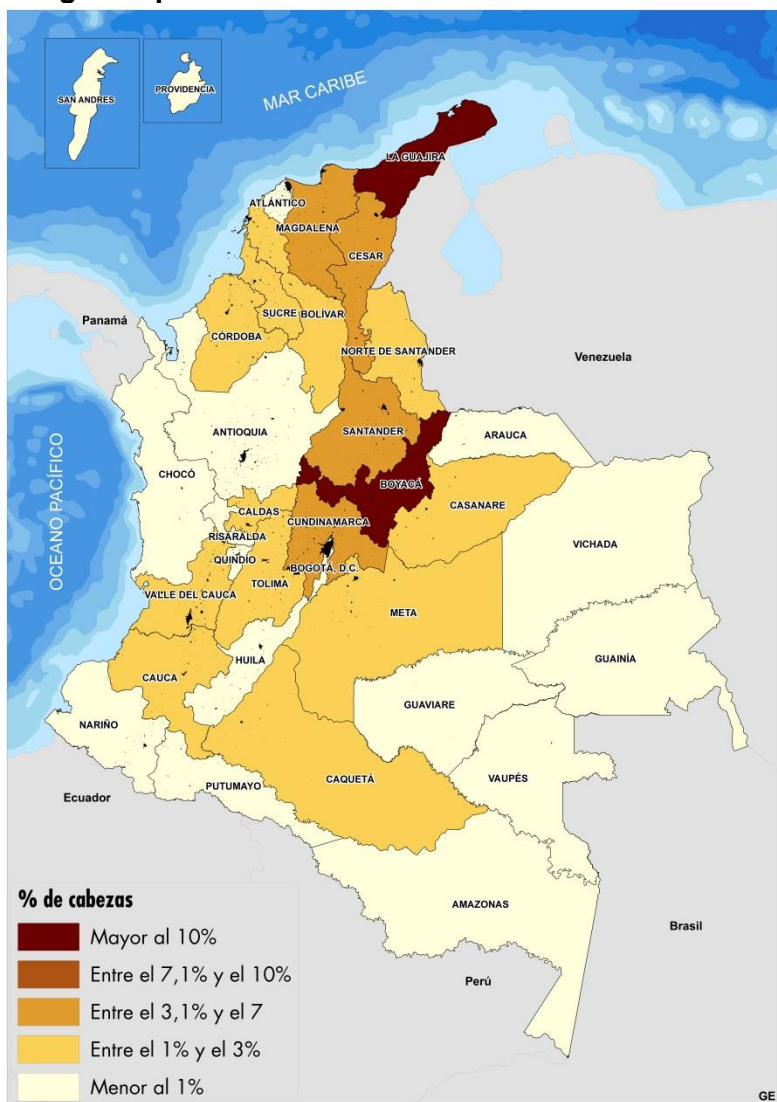 SAN ANDRES
PROVIDENCIA
MAR CARIBE
LA GUAJIRA
ATLÁNTICO
MAGDALENA
CESAR
Panamá
SUCRE
BOLÍVAR
CÓRDOBA
NORTE DE SANTANDER
Venezuela
ANTIOQUIA
SANTANDER
ARAUCA
OCEANO PACÍFICO
CHOCÓ
BOYACÁ
CALDAS
CASANARE
CUNDINAMARCA
RISARALDA
VICHADA
QUINDÍO
BOGOTÁ, D.C.
TOLIMA
VALLE DEL CAUCA
META
HUILA
GUAINÍA
CAUCA
GUAVIARE
NARIÑO
CAQUETÁ
VAUPÉS
PUTUMAYO
Ecuador
AMAZONAS
Brasil
Perú
% de cabezas
Mayor al 10%
Entre el 7,1% y el 10%
Entre el 3,1% y el 7
Entre el 1% y el 3%
Menor al 1%
GE